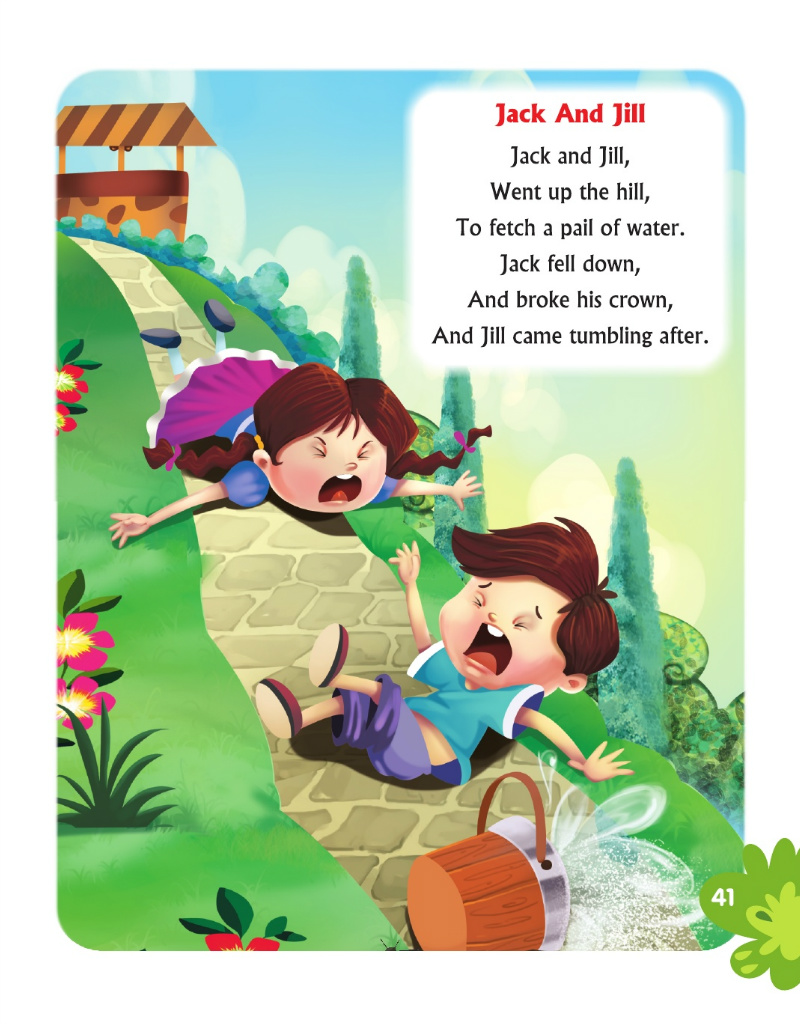 Jack And Jill
Jack and Jill,
Went up the hill,
To fetch a pail of water.
Jack fell down,
And broke his crown,
And Jill came tumbling after.
41